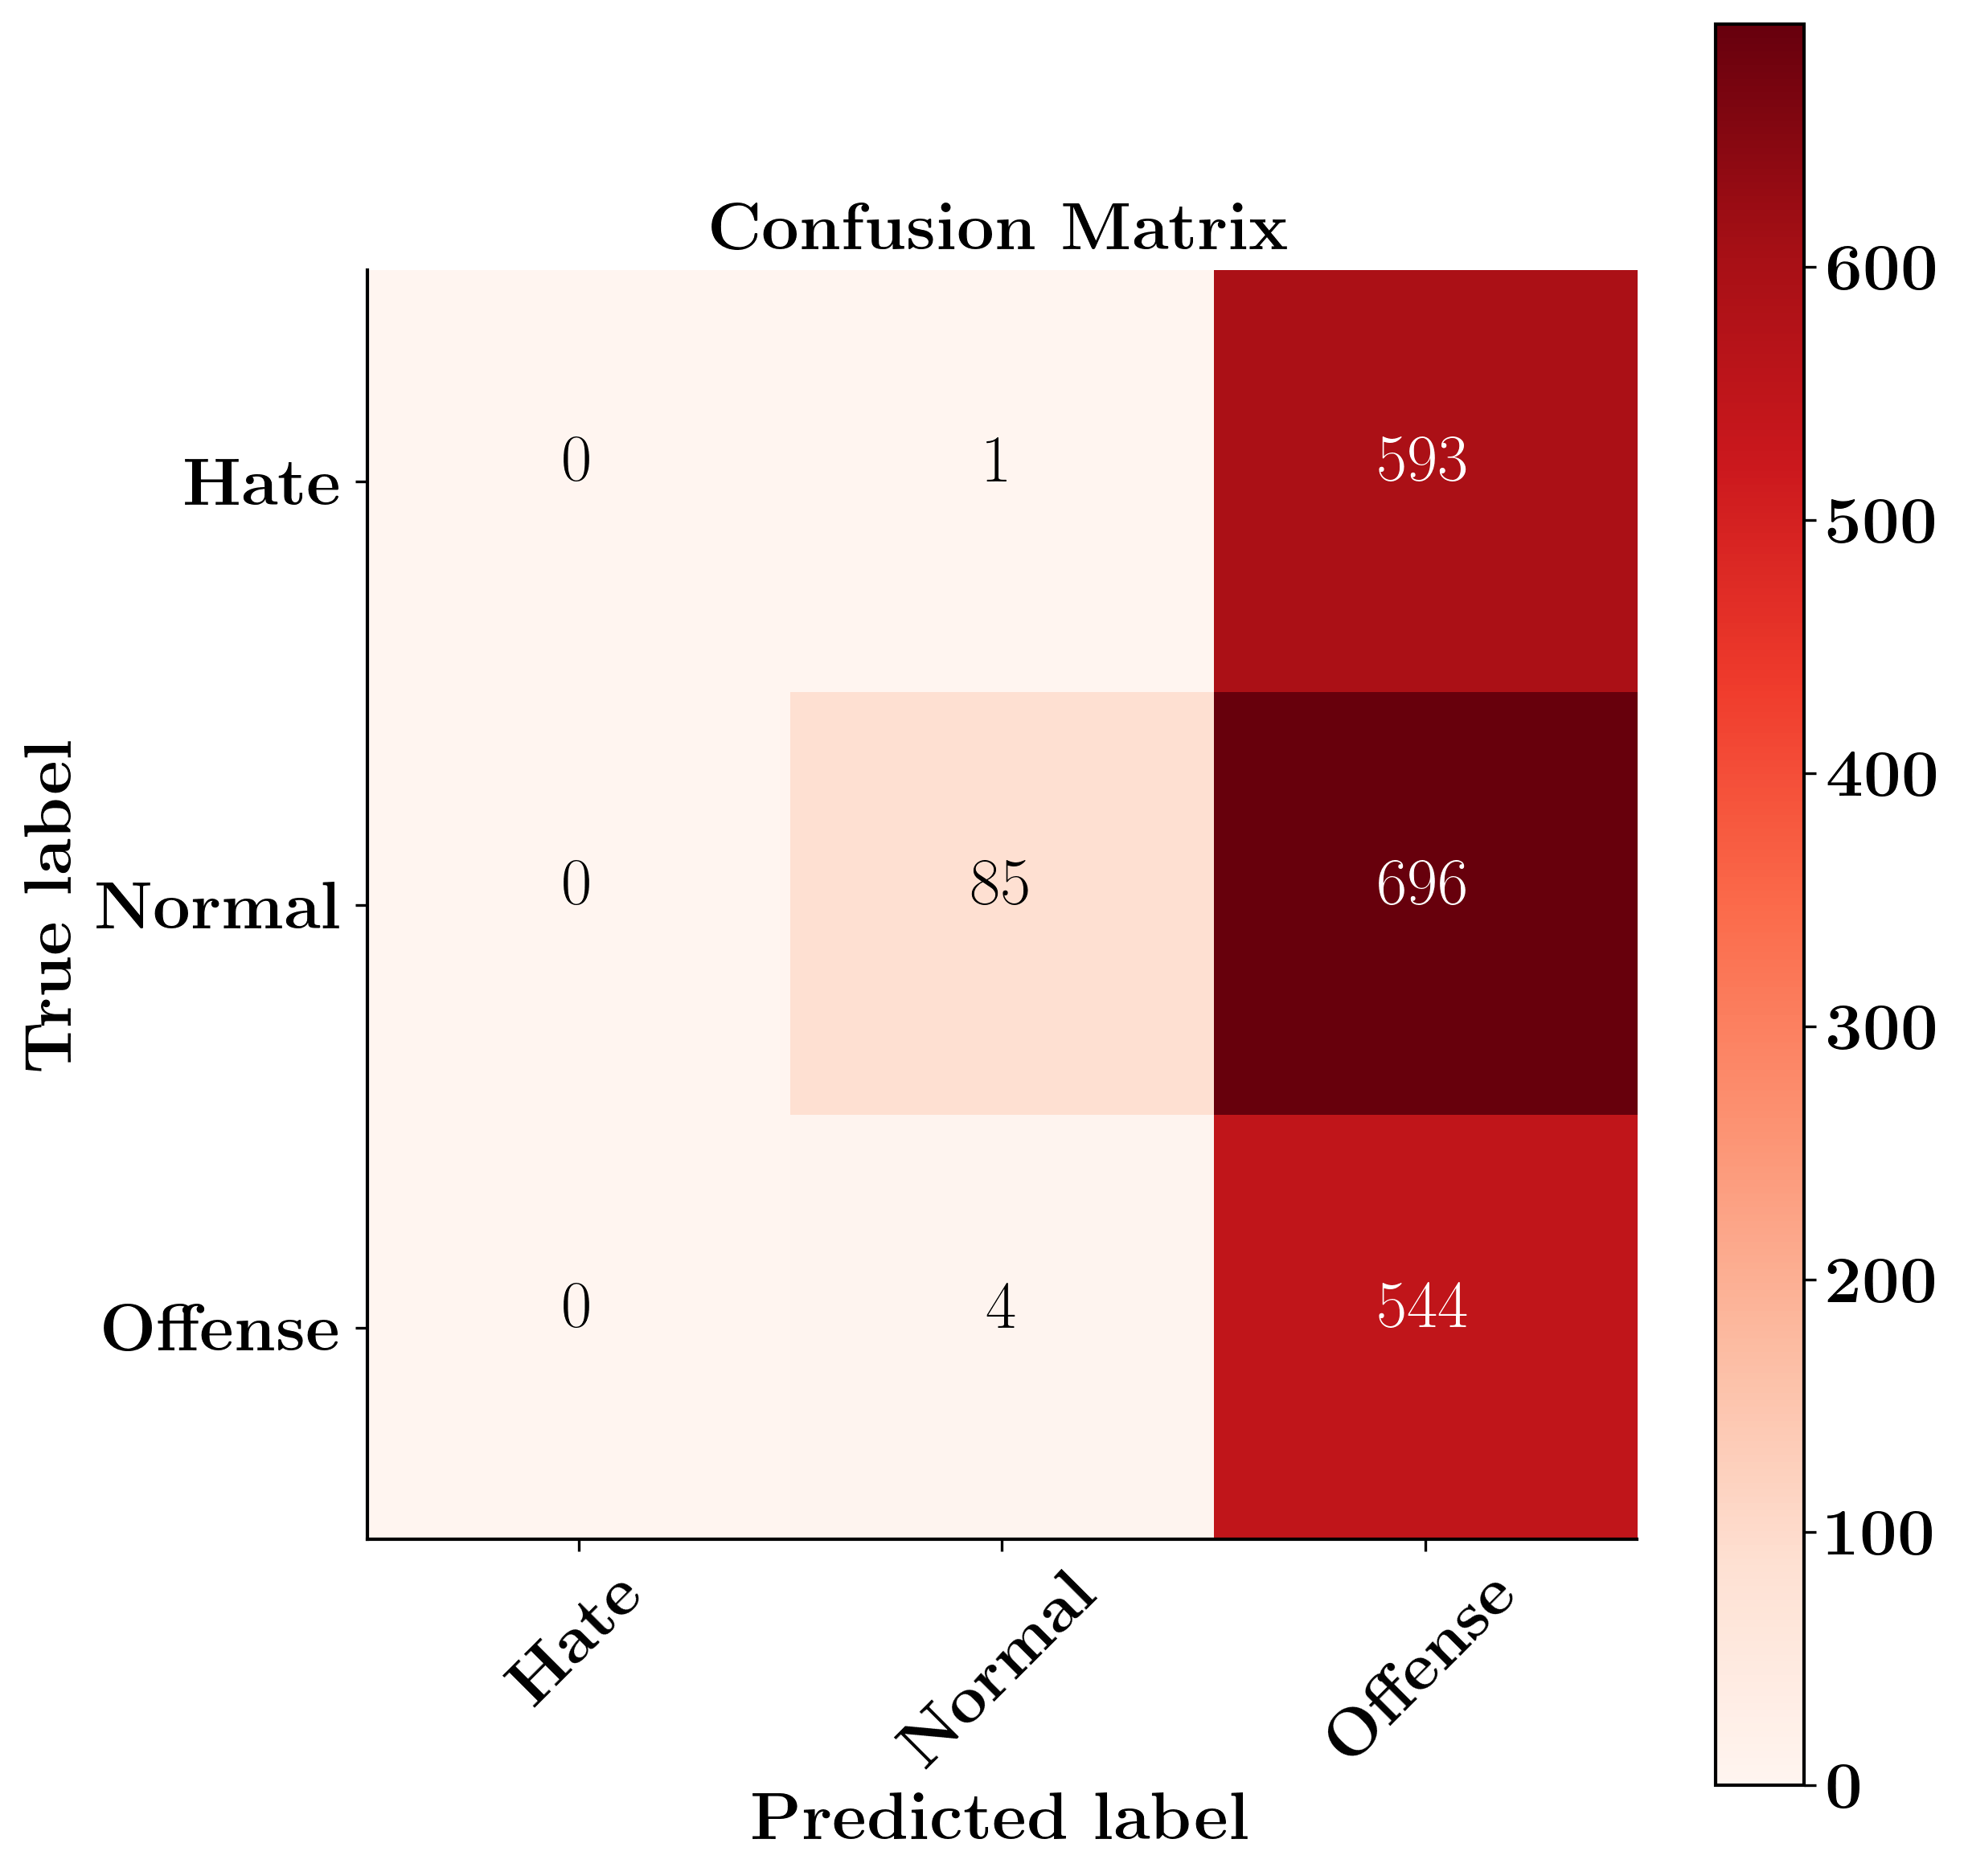 Confusion Matrix
True label
Hate
0
1
593
Normal
0
85
696
Offense
0
4
544
Hate
Normal
Offense
Predicted label
600
500
400
300
200
100
0